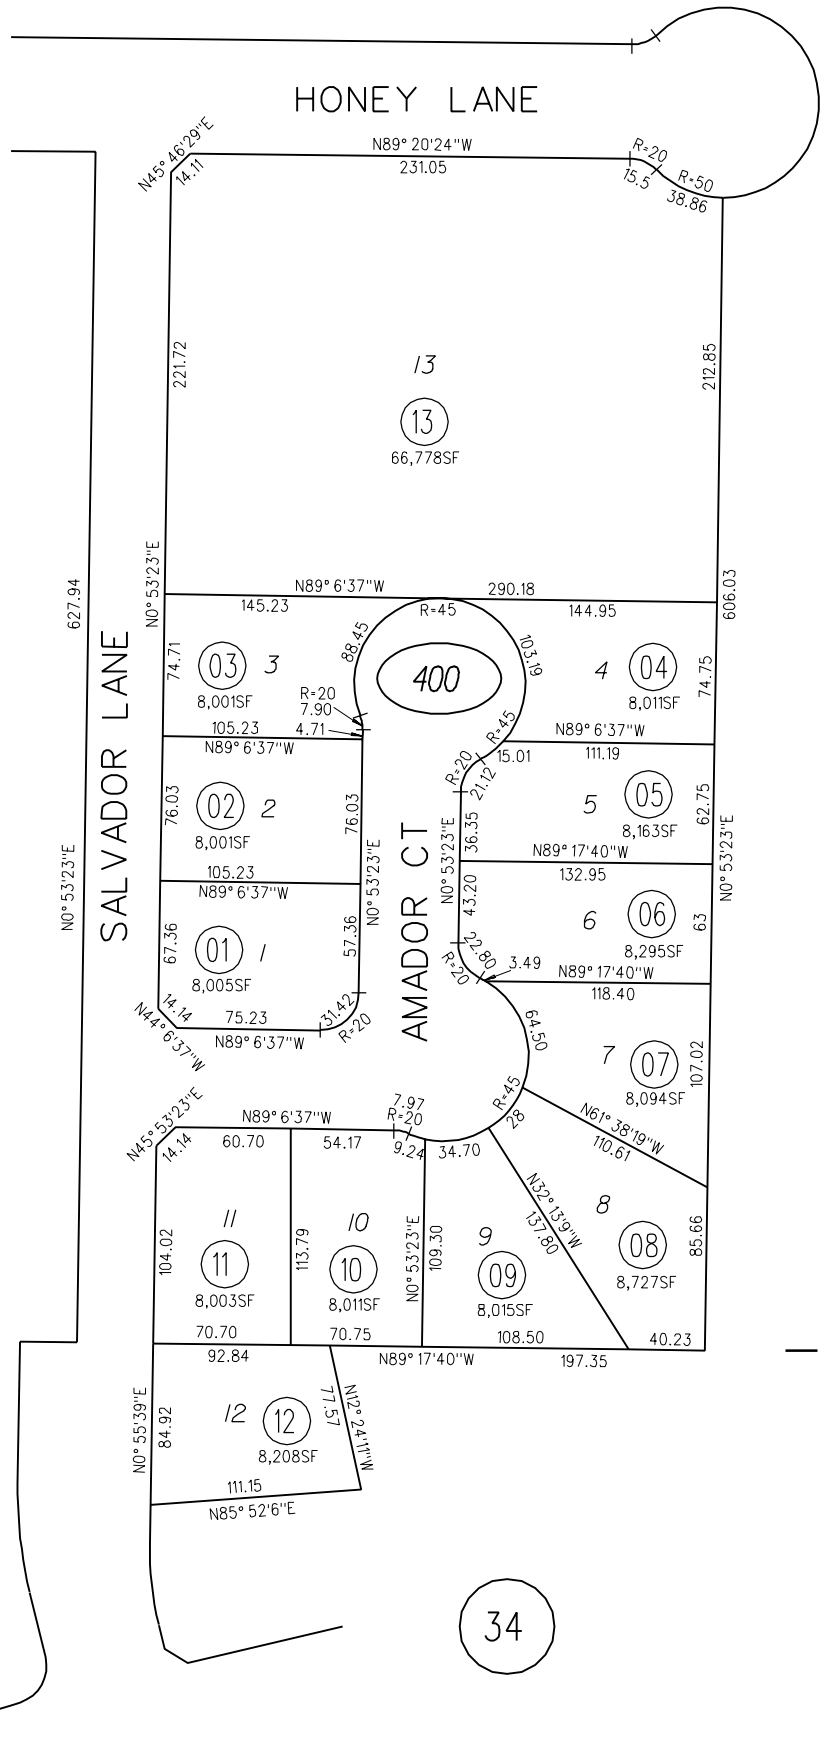 HONEY LANE
N45° 46'29"E
14.11
N89° 20'24"W
231.05
R=20
15.5
R=50
38.86
221.72
212.85
13
13
66,778SF
N0° 53'23"E
627.94
N89° 6'37"W
290.18
606.03
145.23
R=45
144.95
88.45
103.19
74.71
03
3
8,001SF
400
4
04
8,011SF
74.75
R=20
7.90
4.71
105.23
N89° 6'37"W
R=45
N89° 6'37"W
15.01
111.19
R=20
21.12
SALVADOR LANE
76.03
02
2
8,001SF
76.03
36.35
5
05
8,163SF
62.75
N0° 53'23"E
N0° 53'23"E
N0° 53'23"E
N0° 53'23"E
AMADOR CT
105.23
N89° 6'37"W
N89° 17'40"W
132.95
67.36
01
1
8,005SF
57.36
43.20
6
06
8,295SF
63
22.80
R=20
3.49
N89° 17'40"W
118.40
14.14
N44° 6'37"W
75.23
N89° 6'37"W
31.42
R=20
64.50
7
07
8,094SF
107.02
R=45
28
N61° 38'19"W
110.61
N45° 53'23"E
14.14
N89° 6'37"W
60.70
54.17
7.97
R=20
9.24
34.70
104.02
11
11
8,003SF
113.79
10
10
8,011SF
N0° 53'23"E
109.30
9
09
8,015SF
N32° 13'9"W
137.80
8
08
8,727SF
85.66
70.70
70.75
108.50
40.23
92.84
N89° 17'40"W
197.35
N0° 55'39"E
84.92
12
12
8,208SF
77.57
N12° 24'11"W
111.15
N85° 52'6"E
34